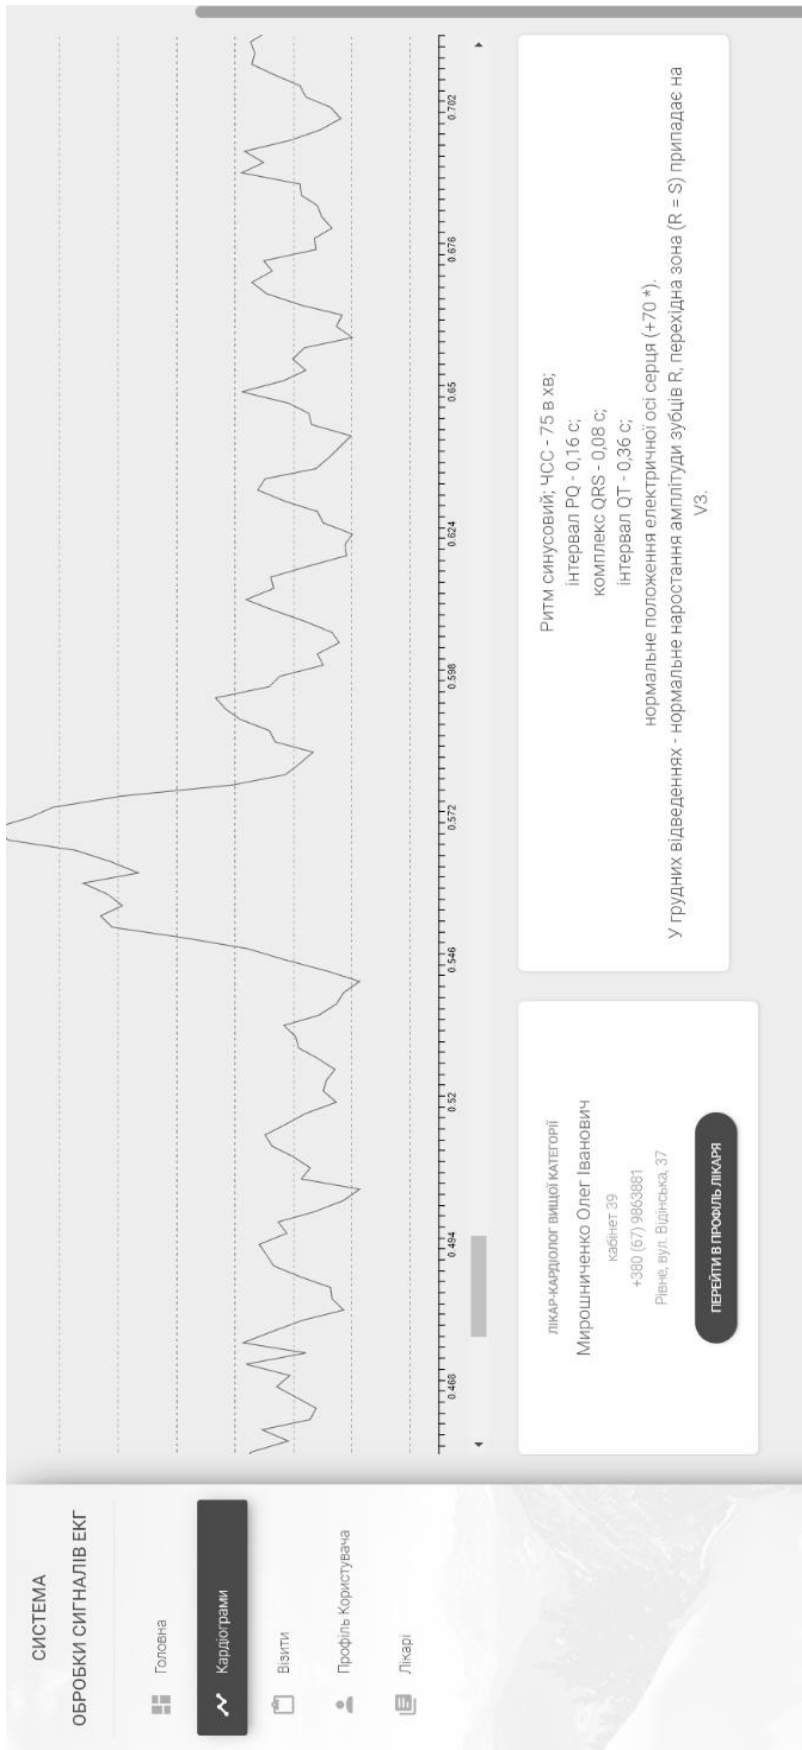 СИСТЕМА
ОБРОБКИ СИГНАЛІВ ЕКГ
Головна
Кардіограми
Візити
Профіль Користувача
Лікарі
0.468
0.494
0.52
0.546
0.572
0.598
0.624
0.65
0.676
0.702
ЛІКАР-КАРДІОЛОГ ВИЩОЇ КАТЕГОРІЇ
Мирошниченко Олег Іванович
кабінет 39
+380 (67) 9863881
Рівне, вул. Відінська, 37
ПЕРЕЙТИ В ПРОФІЛЬ ЛІКАРЯ
Ритм синусовий; ЧСС - 75 в хв;
інтервал PQ - 0,16 с;
комплекс QRS - 0,08 с;
інтервал QT - 0,36 с;
нормальне положення електричної осі серця (+70 *).
У грудних відведеннях - нормальне наростання амплітуди зубців R, перехідна зона (R = S) припадає на
V3.